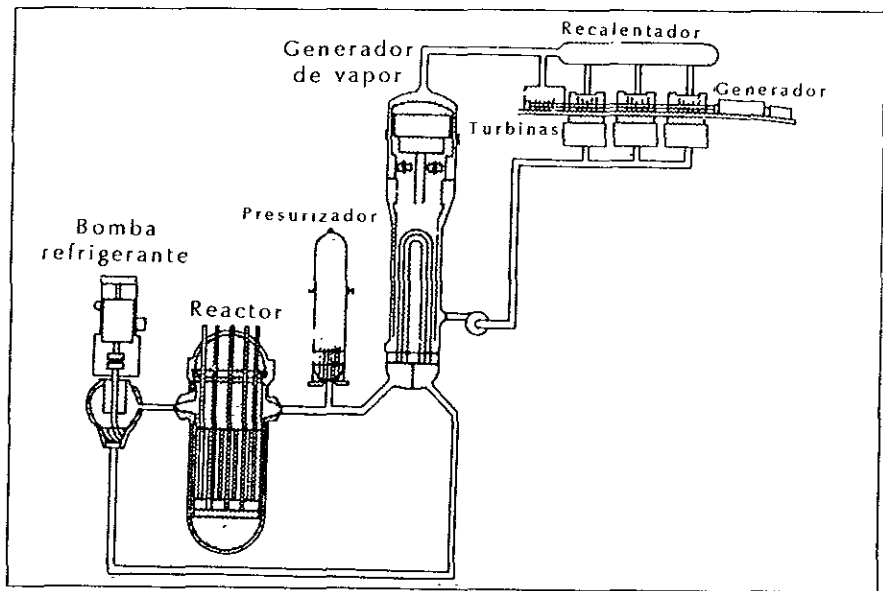 Recalentador
Generador
de vapor
Generador
Turbinas
Presurizador
Bomba
refrigerante
Reactor